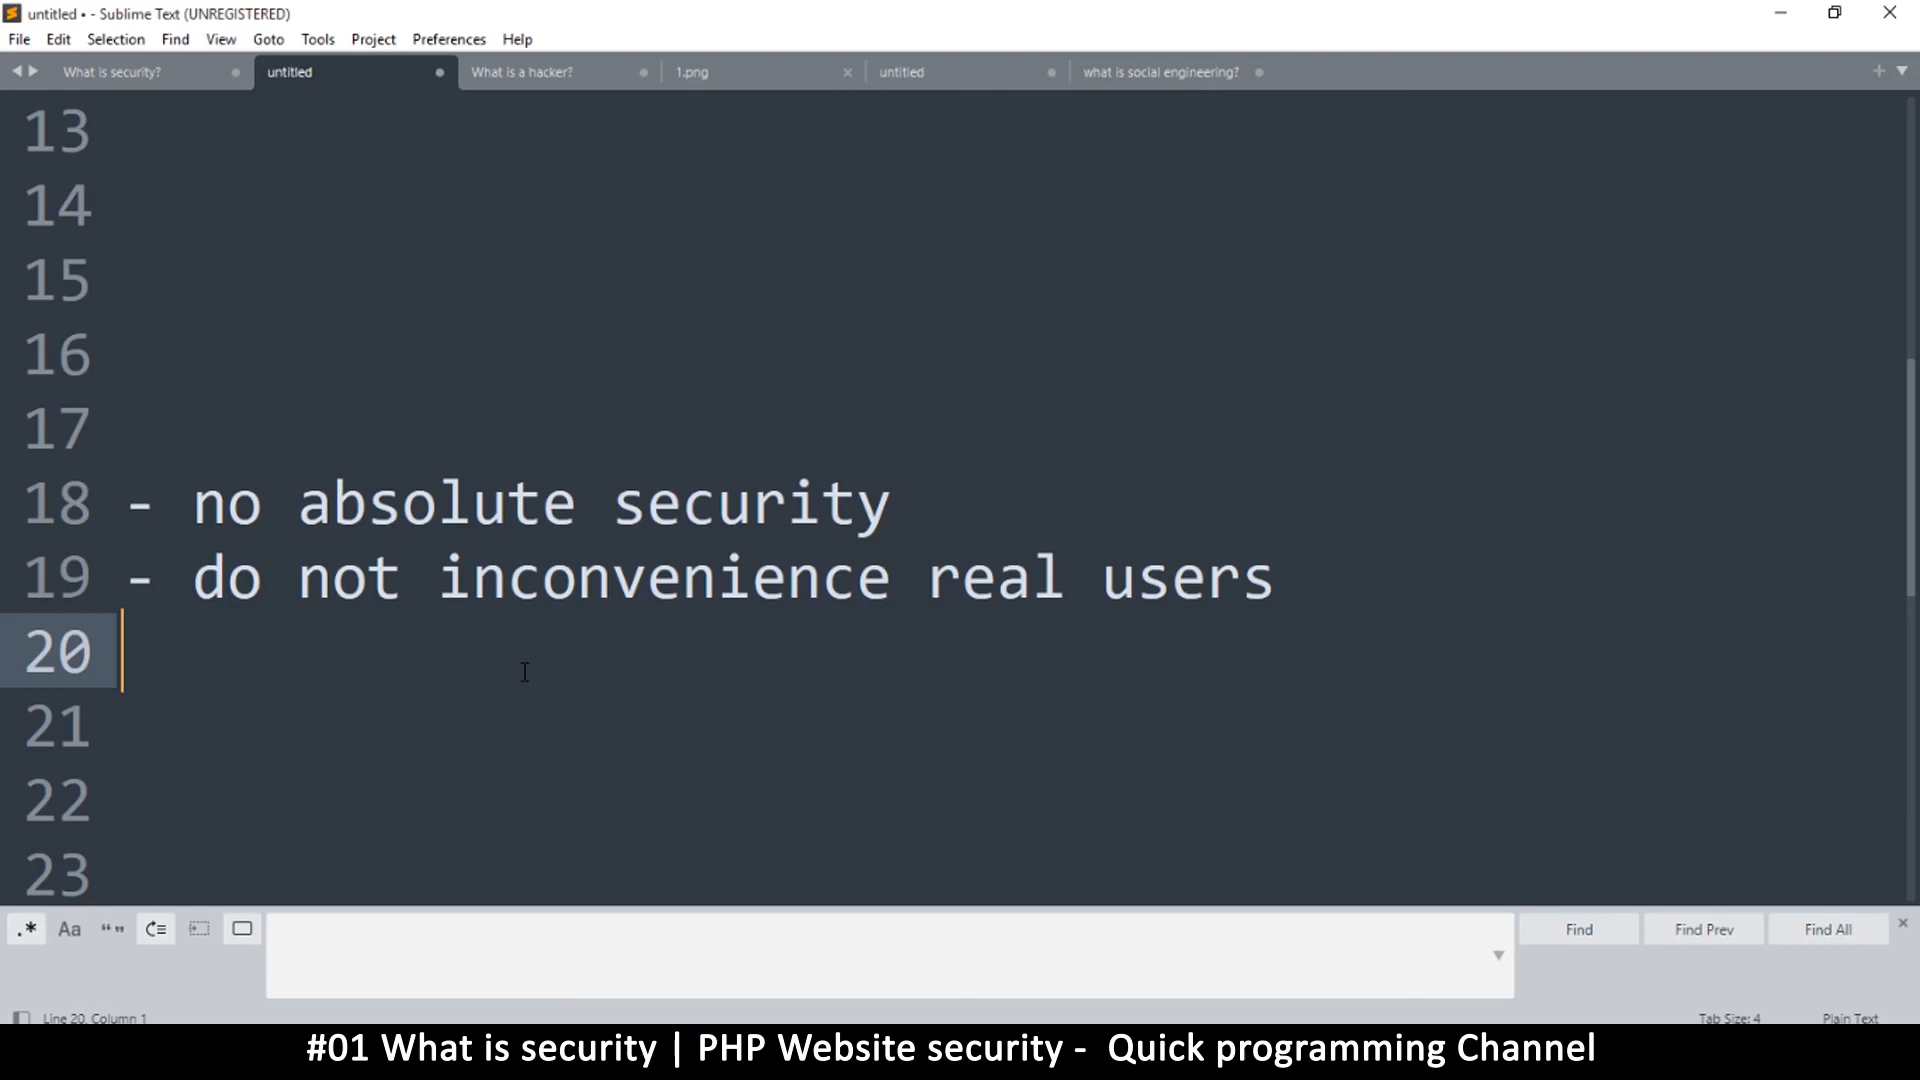 untitled • - Sublime Text (UNREGISTERED)
File Edit Selection Find View Goto Tools Project Preferences Help
What is security? untitled What is a hacker? 1.png untitled what is social engineering?
13
14
15
16
17
18 - no absolute security
19 - do not inconvenience real users
20
21
22
23
.* Aa “ ” Find Find Prev Find All
Line 20, Column 1 Tab Size: 4 Plain Text
#01 What is security | PHP Website security - Quick programming Channel